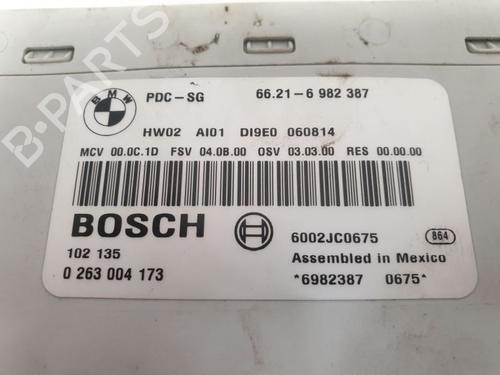 B-PARTS
BMW
PDC-SG 66.21-6 982 387
HW02 AI01 DI9E0 060814
MCV 00.0C.1D FSV 04.0B.00 OSV 03.03.00 RES 00.00.00
BOSCH
6002JC0675 864
102 135
Assembled in Mexico
0 263 004 173
*6982387 0675*